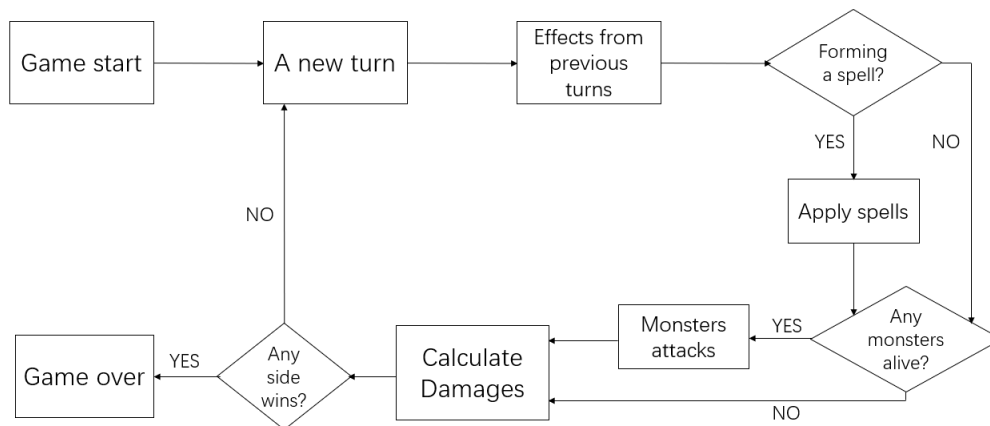 Game start
A new turn
Effects from
previous
turns
Forming
a spell?
YES
NO
Apply spells
NO
Any
monsters
alive?
YES
Monsters
attacks
Calculate
Damages
NO
Any
side
wins?
YES
Game over